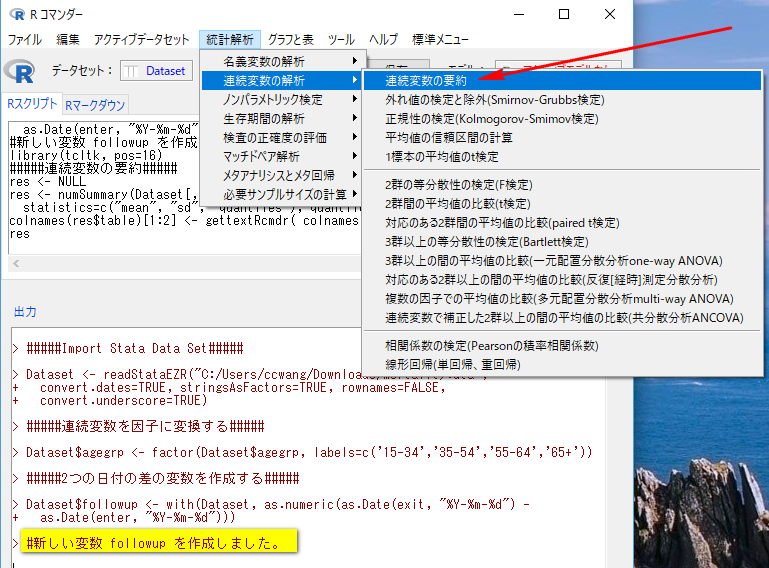 R コマンダー
ファイル 編集 アクティブデータセット 統計解析 グラフと表 ツール ヘルプ 標準メニュー
データセット： Dataset
Rスクリプト Rマークダウン
as.Date(enter, "%Y-%m-%d"
#新しい変数 followup を作成
library(tcltk, pos=16)
#####連続変数の要約#####
res <- NULL
res <- numSummary(Dataset[,
statistics=c("mean", "sd", "quantiles"), quantil
colnames(res$table)[1:2] <- gettextRcmdr( colnames
res
名義変数の解析
連続変数の解析
ノンパラメトリック検定
生存期間の解析
検査の正確度の評価
マッチドペア解析
メタアナリシスとメタ回帰
必要サンプルサイズの計算
連続変数の要約
外れ値の検定と除外(Smirnov-Grubbs検定)
正規性の検定(Kolmogorov-Smirnov検定)
平均値の信頼区間の計算
1標本の平均値のt検定
2群の等分散性の検定(F検定)
2群間の平均値の比較(t検定)
対応のある2群間の平均値の比較(paired t検定)
3群以上の等分散性の検定(Bartlett検定)
3群以上の間の平均値の比較(一元配置分散分析one-way ANOVA)
対応のある2群以上の間の平均値の比較(反復[経時]測定分散分析)
複数の因子での平均値の比較(多元配置分散分析multi-way ANOVA)
連続変数で補正した2群以上の間の平均値の比較(共分散分析ANCOVA)
相関係数の検定(Pearsonの積率相関係数)
線形回帰(単回帰、重回帰)
出力
> #####Import Stata Data Set#####
> Dataset <- readStataEZR("C:/Users/ccwang/Downloads/
+ convert.dates=TRUE, stringsAsFactors=TRUE, rownames=FALSE,
+ convert.underscore=TRUE)
> #####連続変数を因子に変換する#####
> Dataset$agegrp <- factor(Dataset$agegrp, labels=c('15-34','35-54','55-64','65+'))
> #####2つの日付の差の変数を作成する#####
> Dataset$followup <- with(Dataset, as.numeric(as.Date(exit, "%Y-%m-%d") -
+ as.Date(enter, "%Y-%m-%d")))
> #新しい変数 followup を作成しました。